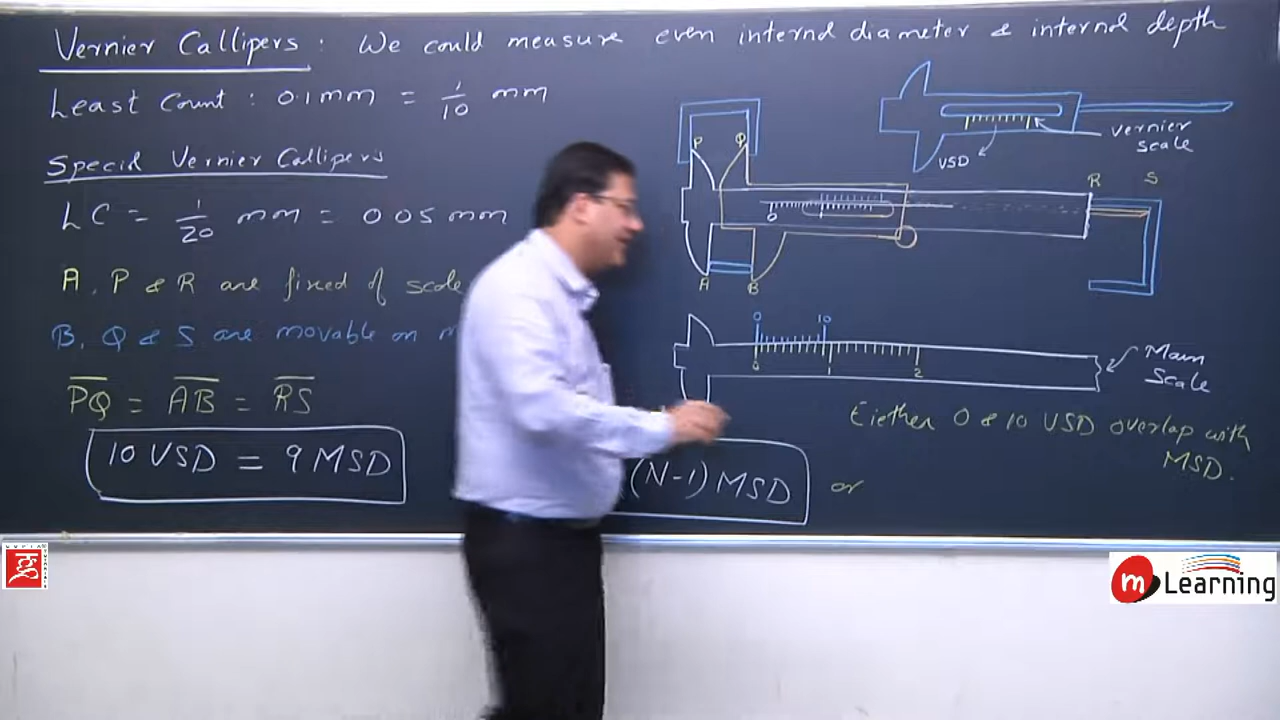 Vernier Callipers : We could measure even internal diameter & internal depth
Least Count : 0.1mm = 1/10 mm
Special Vernier Callipers
LC = 1/20 mm = 0.05 mm
A, P & R are fixed of scale
B, Q & S are movable on
PQ = AB = RS
10 VSD = 9 MSD
(N-1) MSD or
vernier scale
VSD
P Q
R S
0
A B
0 10
0 1 2
Main Scale
Eiether 0 & 10 VSD overlap with
MSD.
m Learning